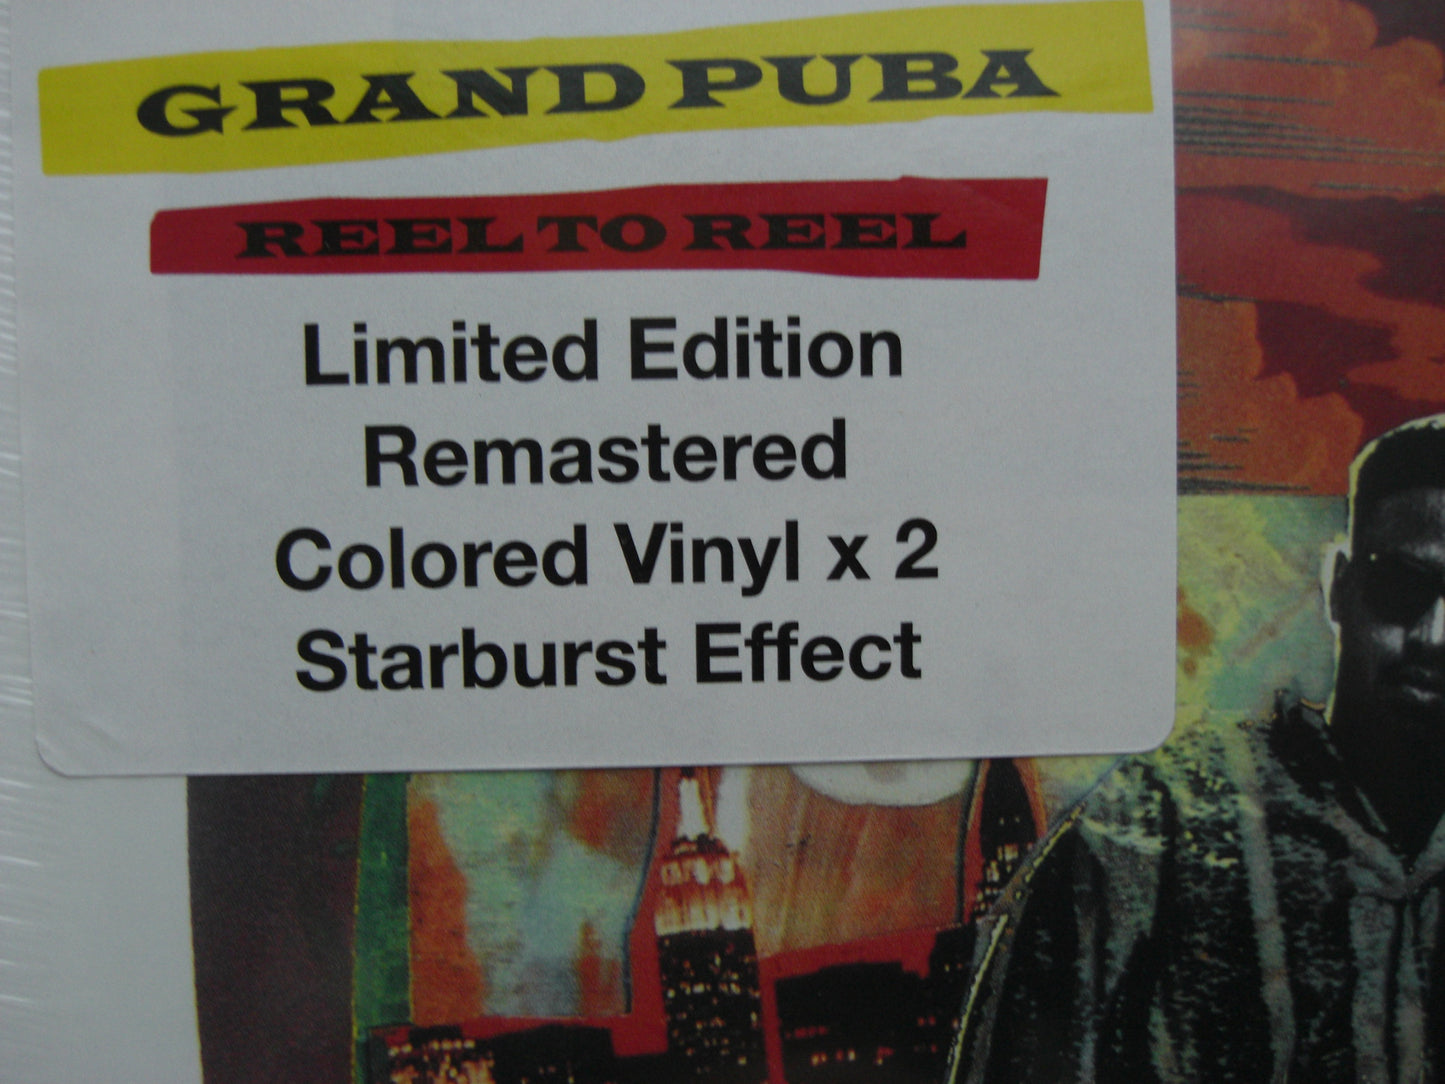 GRAND PUBA
REEL TO REEL
Limited Edition
Remastered
Colored Vinyl x 2
Starburst Effect